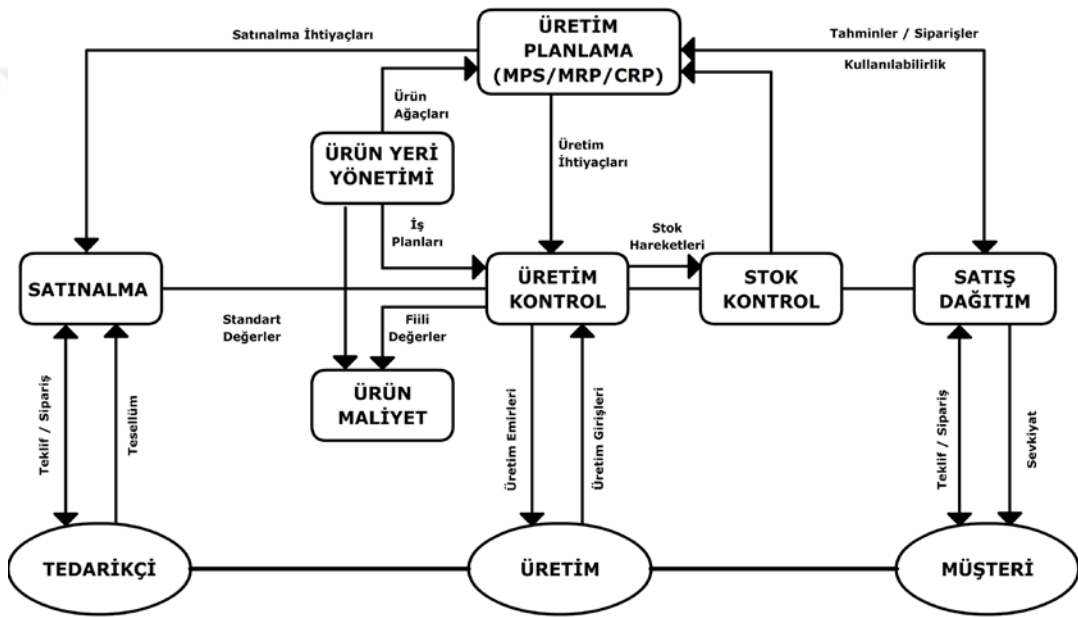 Satınalma İhtiyaçları
ÜRETİM
PLANLAMA
(MPS/MRP/CRP)
Tahminler / Siparişler
Kullanılabilirlik
Ürün
Ağaçları
ÜRÜN YERİ
YÖNETİMİ
Üretim
İhtiyaçları
İş
Planları
Stok
Hareketleri
SATINALMA
ÜRETİM
KONTROL
STOK
KONTROL
SATIŞ
DAĞITIM
Standart
Değerler
Fiili
Değerler
ÜRÜN
MALİYET
Teklif / Sipariş
Tesellüm
Üretim Emirleri
Üretim Girişleri
Teklif / Sipariş
Sevkiyat
TEDARİKÇİ
ÜRETİM
MÜŞTERİ